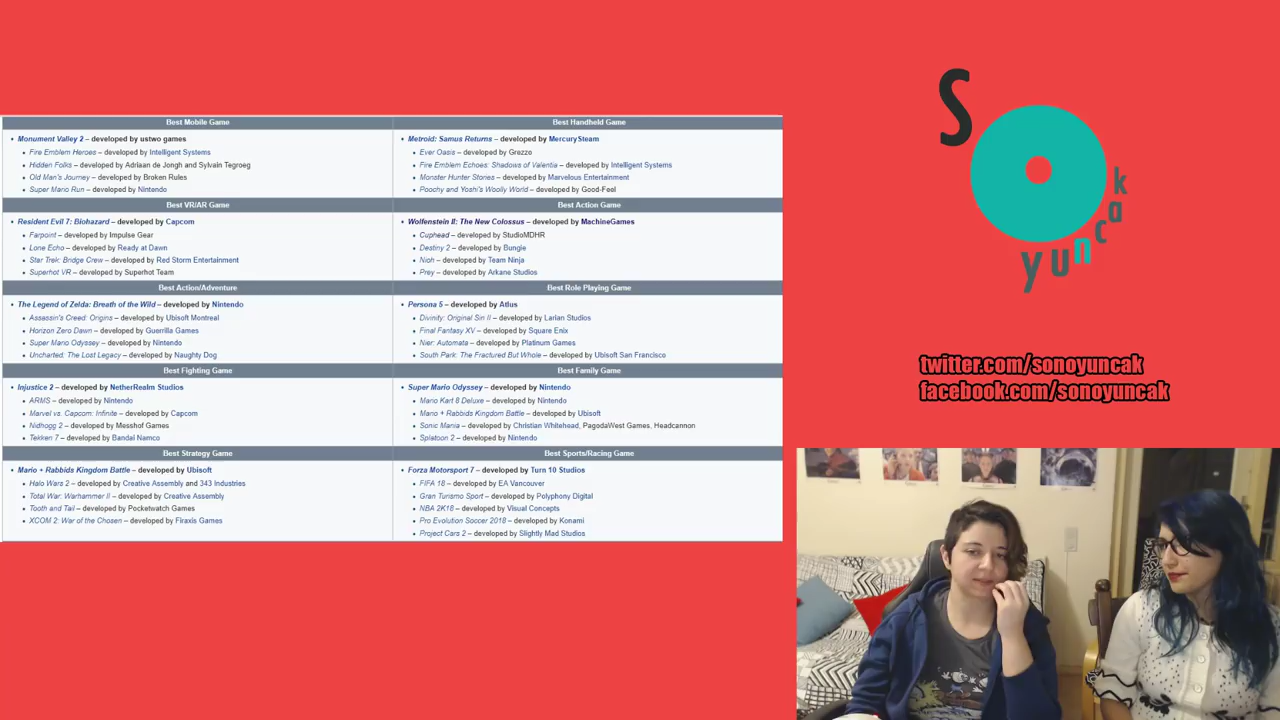 Best Mobile Game
Monument Valley 2 – developed by ustwo games
Fire Emblem Heroes – developed by Intelligent Systems
Hidden Folks – developed by Adriaan de Jongh and Sylvain Tegroeg
Old Man's Journey – developed by Broken Rules
Super Mario Run – developed by Nintendo
Best Handheld Game
Metroid: Samus Returns – developed by MercurySteam
Ever Oasis – developed by Grezzo
Fire Emblem Echoes: Shadows of Valentia – developed by Intelligent Systems
Monster Hunter Stories – developed by Marvelous Entertainment
Poochy and Yoshi's Woolly World – developed by Good-Feel
Best VR/AR Game
Resident Evil 7: Biohazard – developed by Capcom
Farpoint – developed by Impulse Gear
Lone Echo – developed by Ready at Dawn
Star Trek: Bridge Crew – developed by Red Storm Entertainment
Superhot VR – developed by Superhot Team
Best Action Game
Wolfenstein II: The New Colossus – developed by MachineGames
Cuphead – developed by StudioMDHR
Destiny 2 – developed by Bungie
Nioh – developed by Team Ninja
Prey – developed by Arkane Studios
Best Action/Adventure
The Legend of Zelda: Breath of the Wild – developed by Nintendo
Assassin's Creed: Origins – developed by Ubisoft Montreal
Horizon Zero Dawn – developed by Guerrilla Games
Super Mario Odyssey – developed by Nintendo
Uncharted: The Lost Legacy – developed by Naughty Dog
Best Role Playing Game
Persona 5 – developed by Atlus
Divinity: Original Sin II – developed by Larian Studios
Final Fantasy XV – developed by Square Enix
Nier: Automata – developed by Platinum Games
South Park: The Fractured But Whole – developed by Ubisoft San Francisco
Best Fighting Game
Injustice 2 – developed by NetherRealm Studios
ARMS – developed by Nintendo
Marvel vs. Capcom: Infinite – developed by Capcom
Nidhogg 2 – developed by Messhof Games
Tekken 7 – developed by Bandai Namco
Best Family Game
Super Mario Odyssey – developed by Nintendo
Mario Kart 8 Deluxe – developed by Nintendo
Mario + Rabbids Kingdom Battle – developed by Ubisoft
Sonic Mania – developed by Christian Whitehead, PagodaWest Games, Headcannon
Splatoon 2 – developed by Nintendo
Best Strategy Game
Mario + Rabbids Kingdom Battle – developed by Ubisoft
Halo Wars 2 – developed by Creative Assembly and 343 Industries
Total War: Warhammer II – developed by Creative Assembly
Tooth and Tail – developed by Pocketwatch Games
XCOM 2: War of the Chosen – developed by Firaxis Games
Best Sports/Racing Game
Forza Motorsport 7 – developed by Turn 10 Studios
FIFA 18 – developed by EA Vancouver
Gran Turismo Sport – developed by Polyphony Digital
NBA 2K18 – developed by Visual Concepts
Pro Evolution Soccer 2018 – developed by Konami
Project Cars 2 – developed by Slightly Mad Studios
S yuncak
twitter.com/sonoyuncak
facebook.com/sonoyuncak